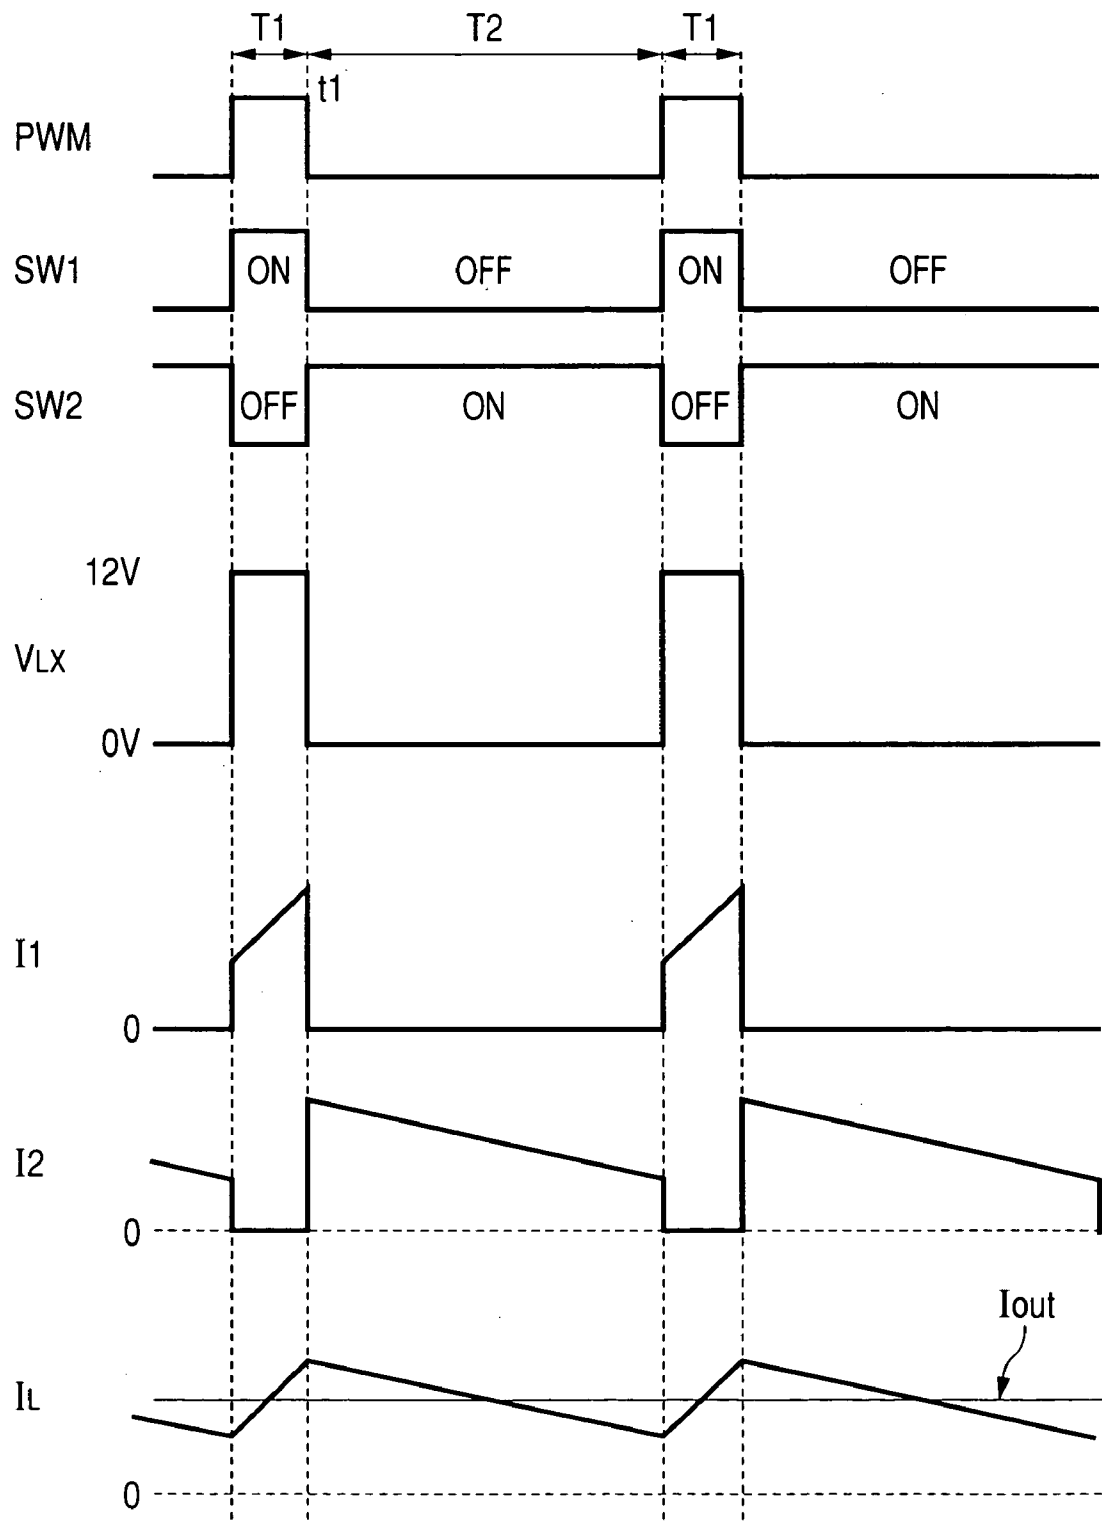 T1 T2 T1
t1
PWM
SW1 ON OFF ON OFF
SW2 OFF ON OFF ON
12V
VLX
0V
I1
0
I2
0
Iout
IL
0